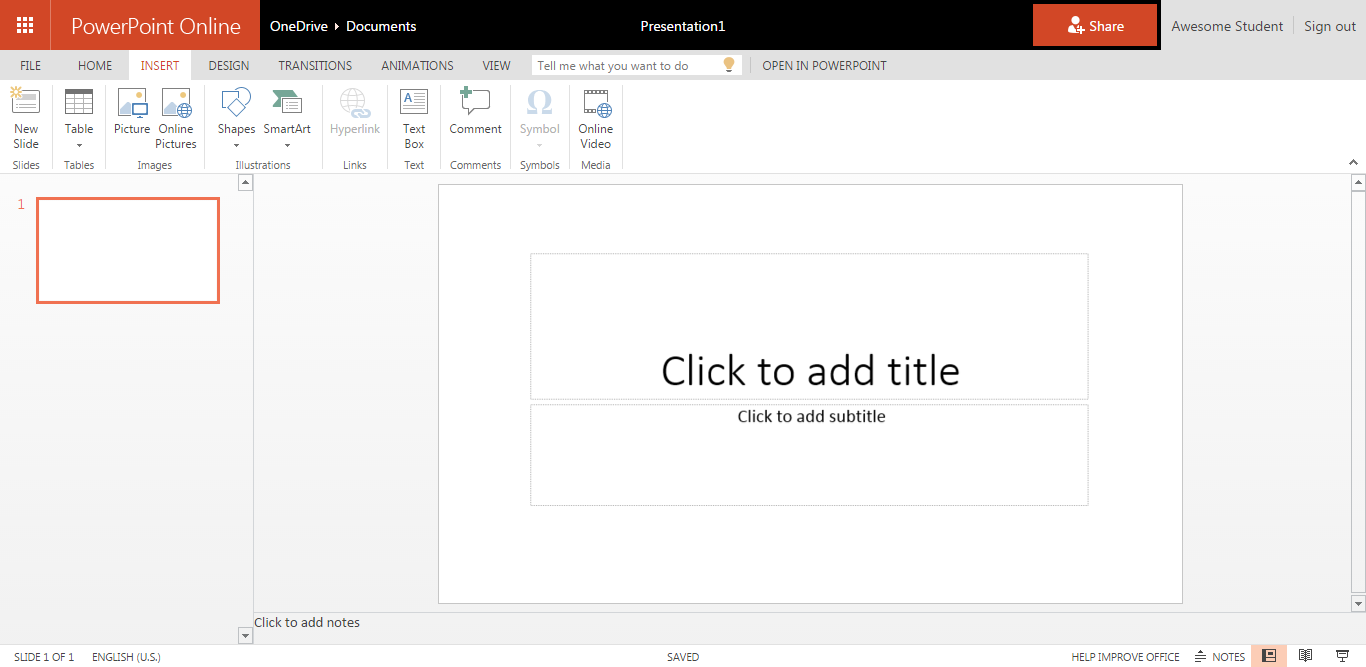 PowerPoint Online
OneDrive Documents
Presentation1
Share
Awesome Student
Sign out
FILE HOME INSERT DESIGN TRANSITIONS ANIMATIONS VIEW Tell me what you want to do OPEN IN POWERPOINT
New Slide
Table
Picture
Online Pictures
Shapes
SmartArt
Hyperlink
Text Box
Comment
Symbol
Online Video
Slides Tables Images Illustrations Links Text Comments Symbols Media
1
Click to add title
Click to add subtitle
Click to add notes
SLIDE 1 OF 1 ENGLISH (U.S.) SAVED HELP IMPROVE OFFICE NOTES